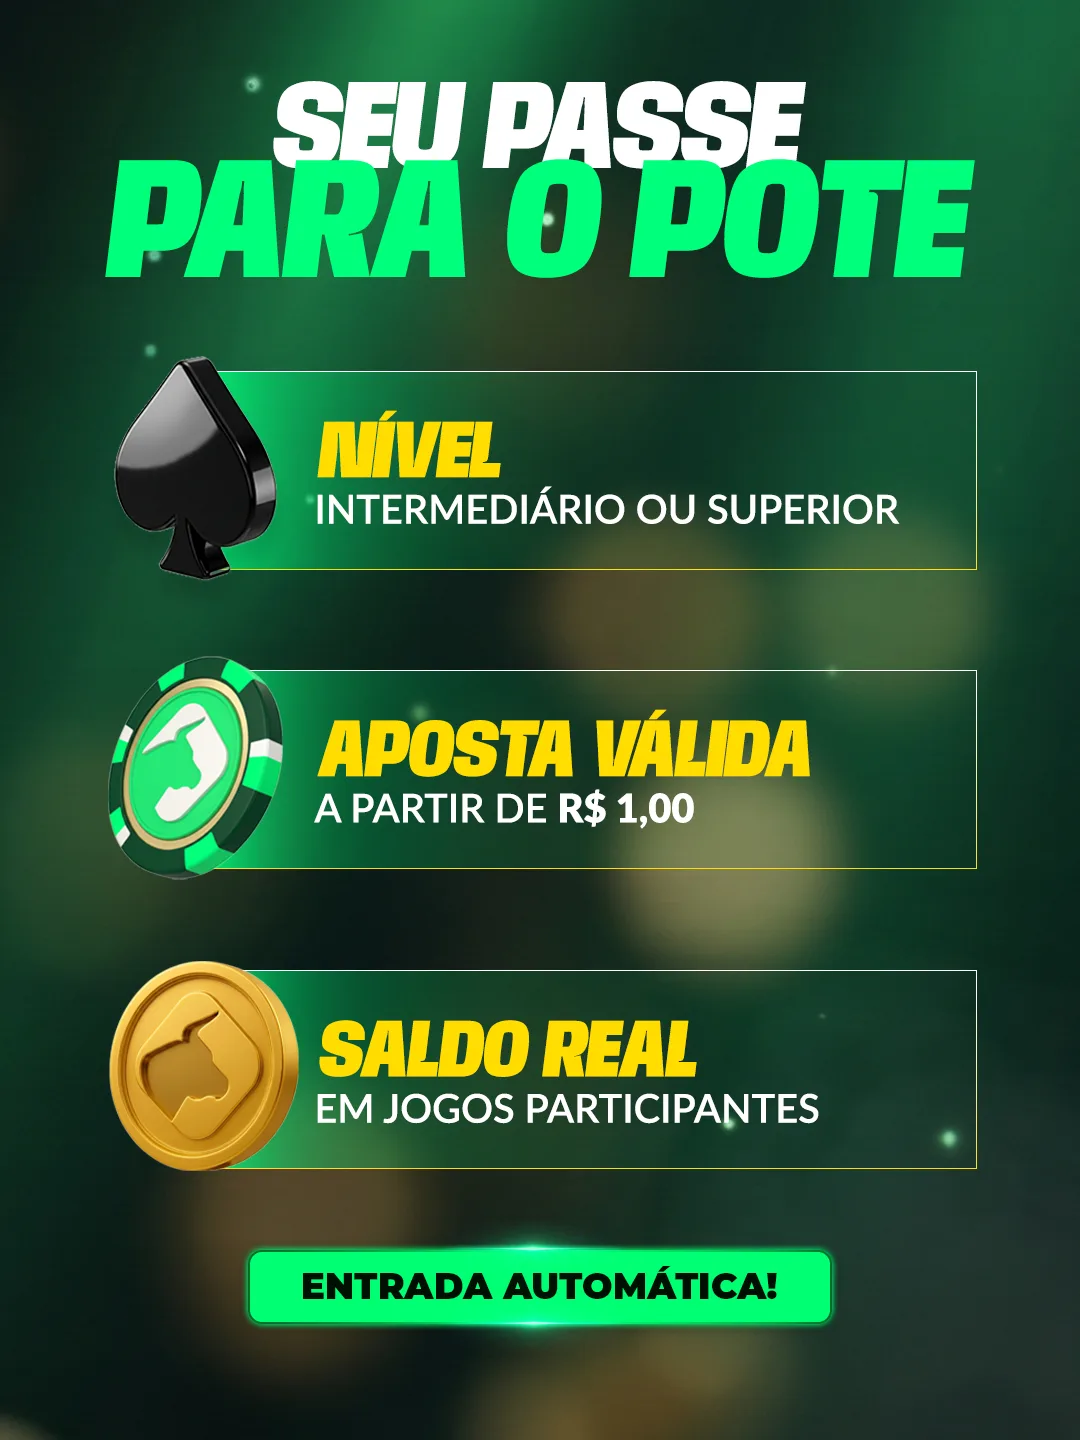 SEU PASSE
PARA O POTE
NÍVEL
INTERMEDIÁRIO OU SUPERIOR
APOSTA VÁLIDA
A PARTIR DE R$ 1,00
SALDO REAL
EM JOGOS PARTICIPANTES
ENTRADA AUTOMÁTICA!